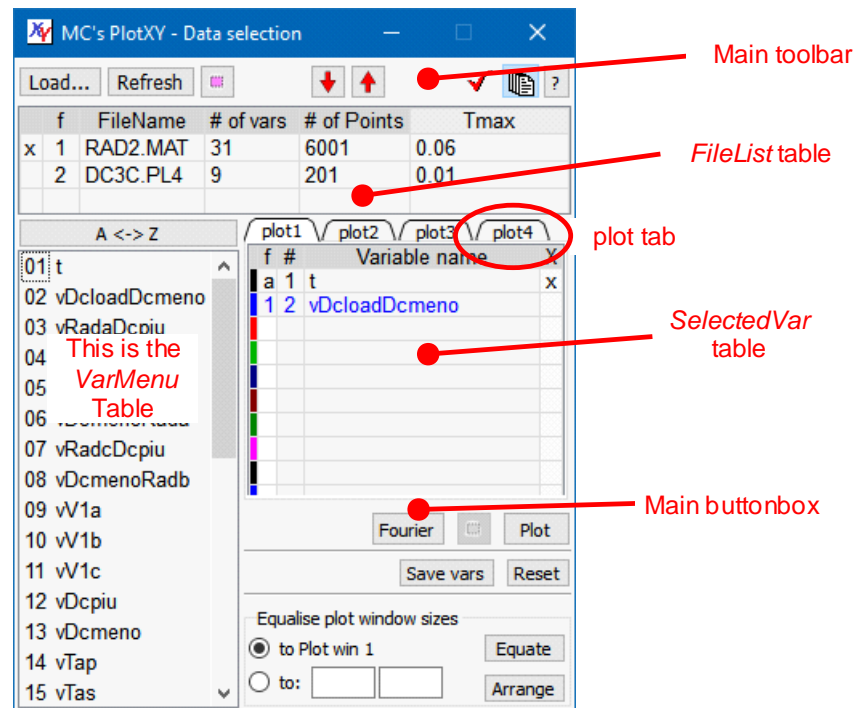 MC's PlotXY - Data selection
Main toolbar
Load... Refresh ?
f FileName # of vars # of Points Tmax
x 1 RAD2.MAT 31 6001 0.06
2 DC3C.PL4 9 201 0.01
FileList table
A <-> Z
plot1 plot2 plot3 plot4
plot tab
f # Variable name X
a 1 t x
1 2 vDcloadDcmeno
SelectedVar
table
01 t
02 vDcloadDcmeno
03 vRadaDcpiu
04
05
06
This is the
VarMenu
Table
07 vRadcDcpiu
08 vDcmenoRadb
09 vV1a
10 vV1b
11 vV1c
12 vDcpiu
13 vDcmeno
14 vTap
15 vTas
Main buttonbox
Fourier Plot
Save vars Reset
Equalise plot window sizes
to Plot win 1 Equate
to: Arrange